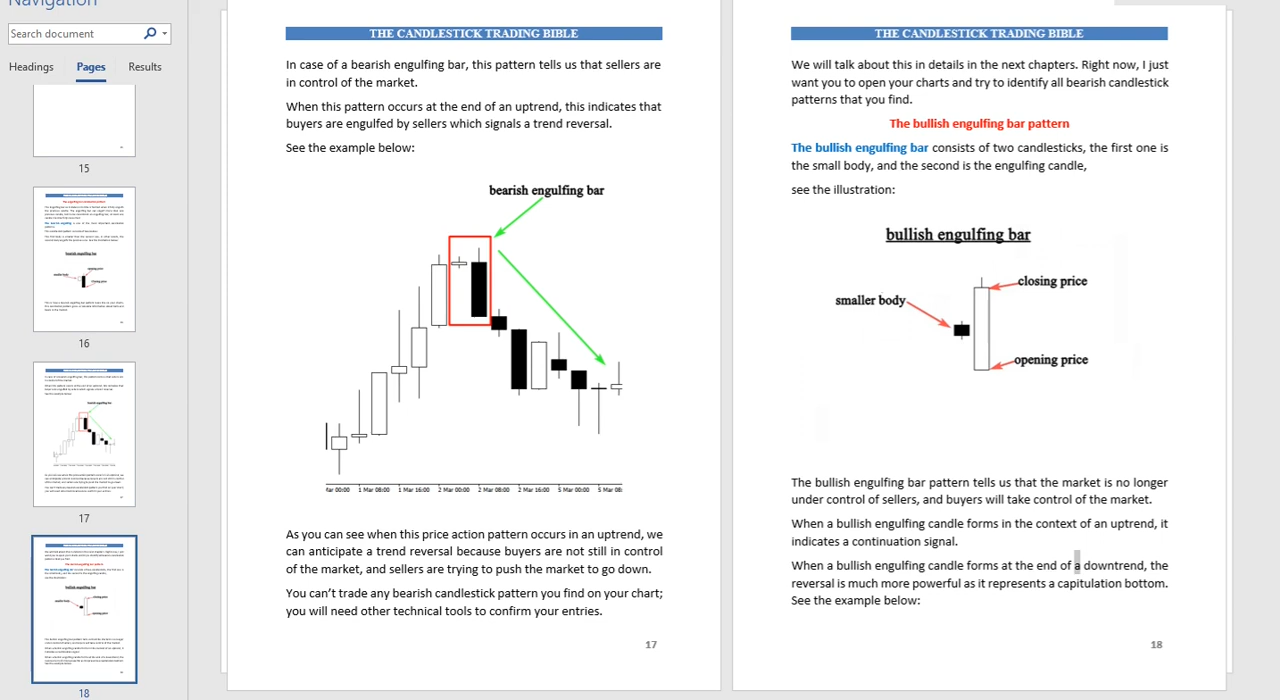 Navigation
Search document
Headings
Pages
Results
15
16
17
18
THE CANDLESTICK TRADING BIBLE
In case of a bearish engulfing bar, this pattern tells us that sellers are
in control of the market.
When this pattern occurs at the end of an uptrend, this indicates that
buyers are engulfed by sellers which signals a trend reversal.
See the example below:
bearish engulfing bar
ar 00:00 1 Mar 08:00 1 Mar 16:00 2 Mar 00:00 2 Mar 08:00 2 Mar 16:00 5 Mar 00:00 5 Mar 08:
As you can see when this price action pattern occurs in an uptrend, we
can anticipate a trend reversal because buyers are not still in control
of the market, and sellers are trying to push the market to go down.
You can't trade any bearish candlestick pattern you find on your chart;
you will need other technical tools to confirm your entries.
17
THE CANDLESTICK TRADING BIBLE
We will talk about this in details in the next chapters. Right now, I just
want you to open your charts and try to identify all bearish candlestick
patterns that you find.
The bullish engulfing bar pattern
The bullish engulfing bar consists of two candlesticks, the first one is
the small body, and the second is the engulfing candle,
see the illustration:
bullish engulfing bar
closing price
smaller body
opening price
The bullish engulfing bar pattern tells us that the market is no longer
under control of sellers, and buyers will take control of the market.
When a bullish engulfing candle forms in the context of an uptrend, it
indicates a continuation signal.
When a bullish engulfing candle forms at the end of a downtrend, the
reversal is much more powerful as it represents a capitulation bottom.
See the example below:
18